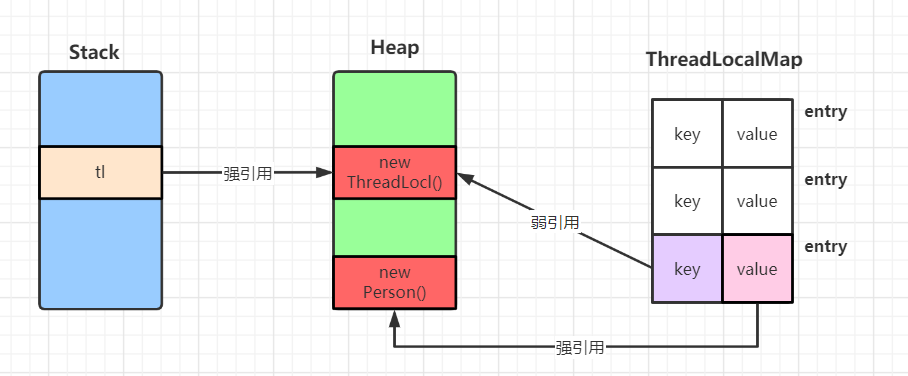 Stack
Heap
ThreadLocalMap
tl
强引用
new
ThreadLocl()
弱引用
new
Person()
强引用
key
value
entry
key
value
entry
key
value
entry